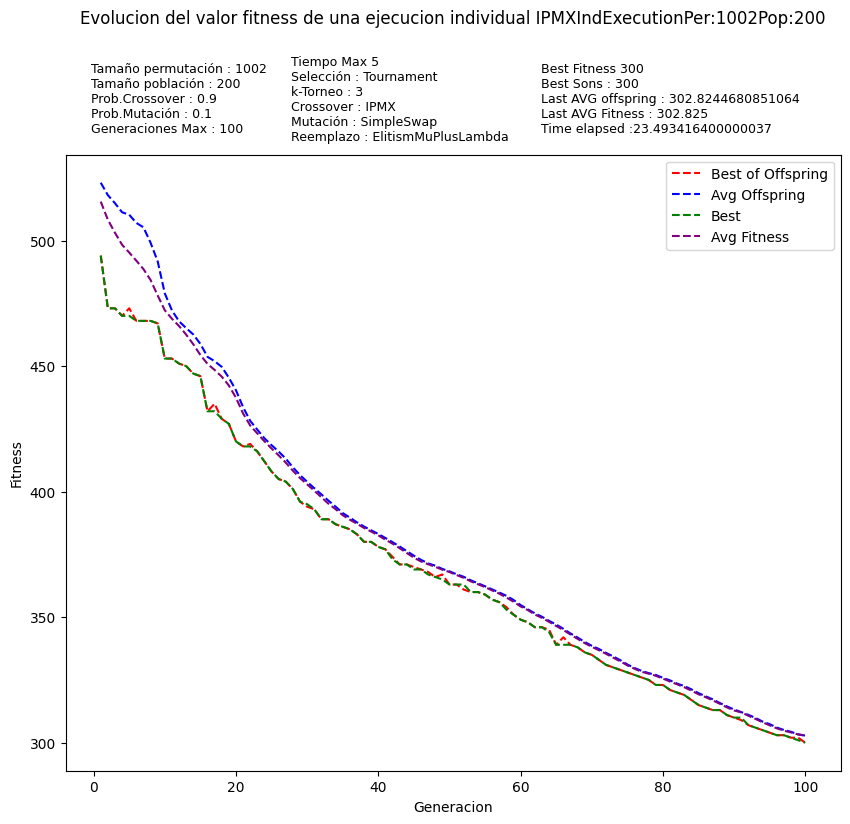 Evolucion del valor fitness de una ejecucion individual IPMXIndExecutionPer:1002Pop:200
Tamaño permutación : 1002
Tamaño población : 200
Prob.Crossover : 0.9
Prob.Mutación : 0.1
Generaciones Max : 100
Tiempo Max 5
Selección : Tournament
k-Torneo : 3
Crossover : IPMX
Mutación : SimpleSwap
Reemplazo : ElitismMuPlusLambda
Best Fitness 300
Best Sons : 300
Last AVG offspring : 302.8244680851064
Last AVG Fitness : 302.825
Time elapsed :23.493416400000037
Best of Offspring
Avg Offspring
Best
Avg Fitness
Fitness
500
450
400
350
300
0 20 40 60 80 100
Generacion